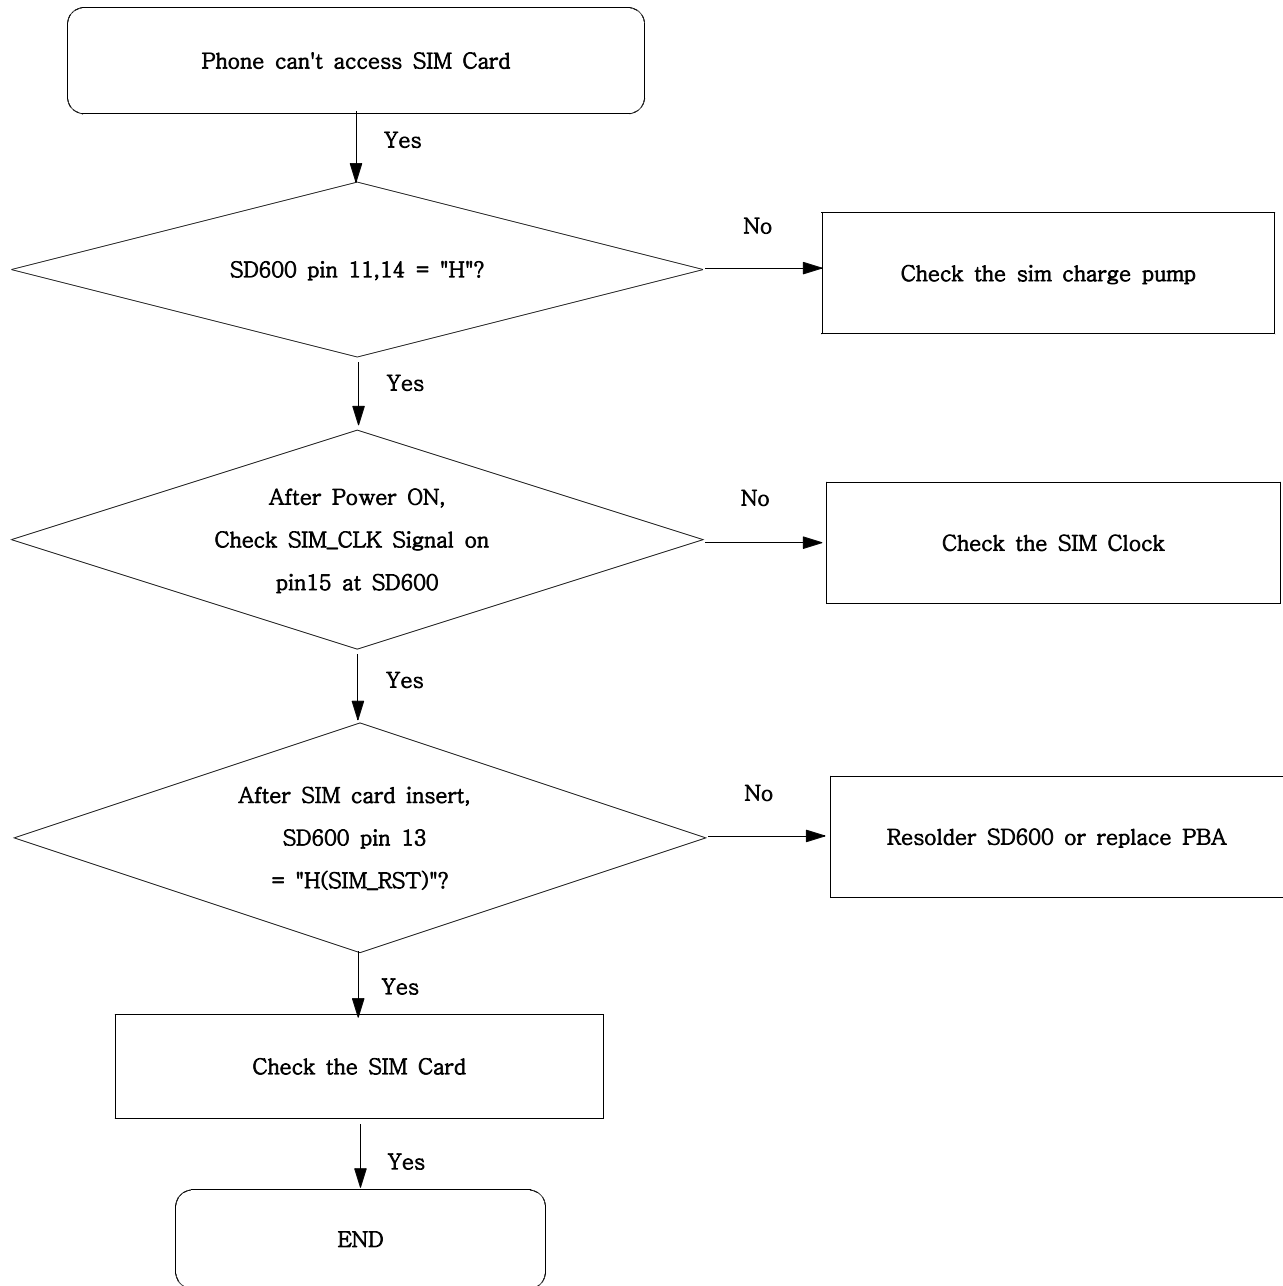 Phone can't access SIM Card
Yes
SD600 pin 11,14 = "H"?
No
Check the sim charge pump
Yes
After Power ON,
Check SIM_CLK Signal on
pin15 at SD600
No
Check the SIM Clock
Yes
After SIM card insert,
SD600 pin 13
= "H(SIM_RST)"?
No
Resolder SD600 or replace PBA
Yes
Check the SIM Card
Yes
END